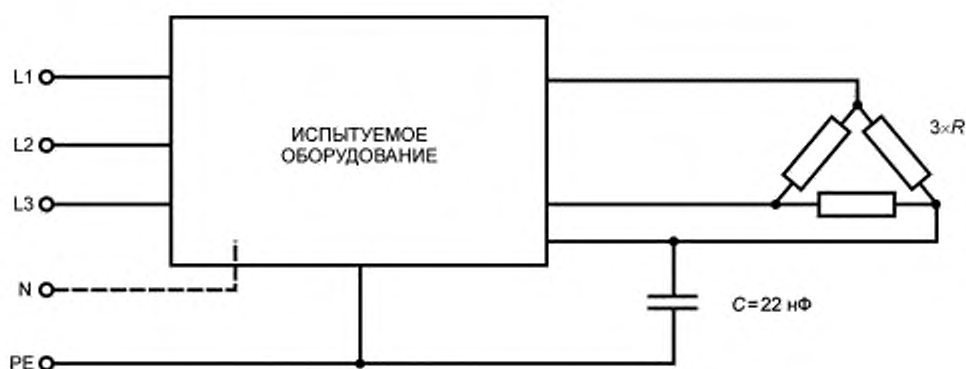 L1
L2
L3
N
PE
ИСПЫТУЕМОЕ
ОБОРУДОВАНИЕ
3×R
C=22 нФ